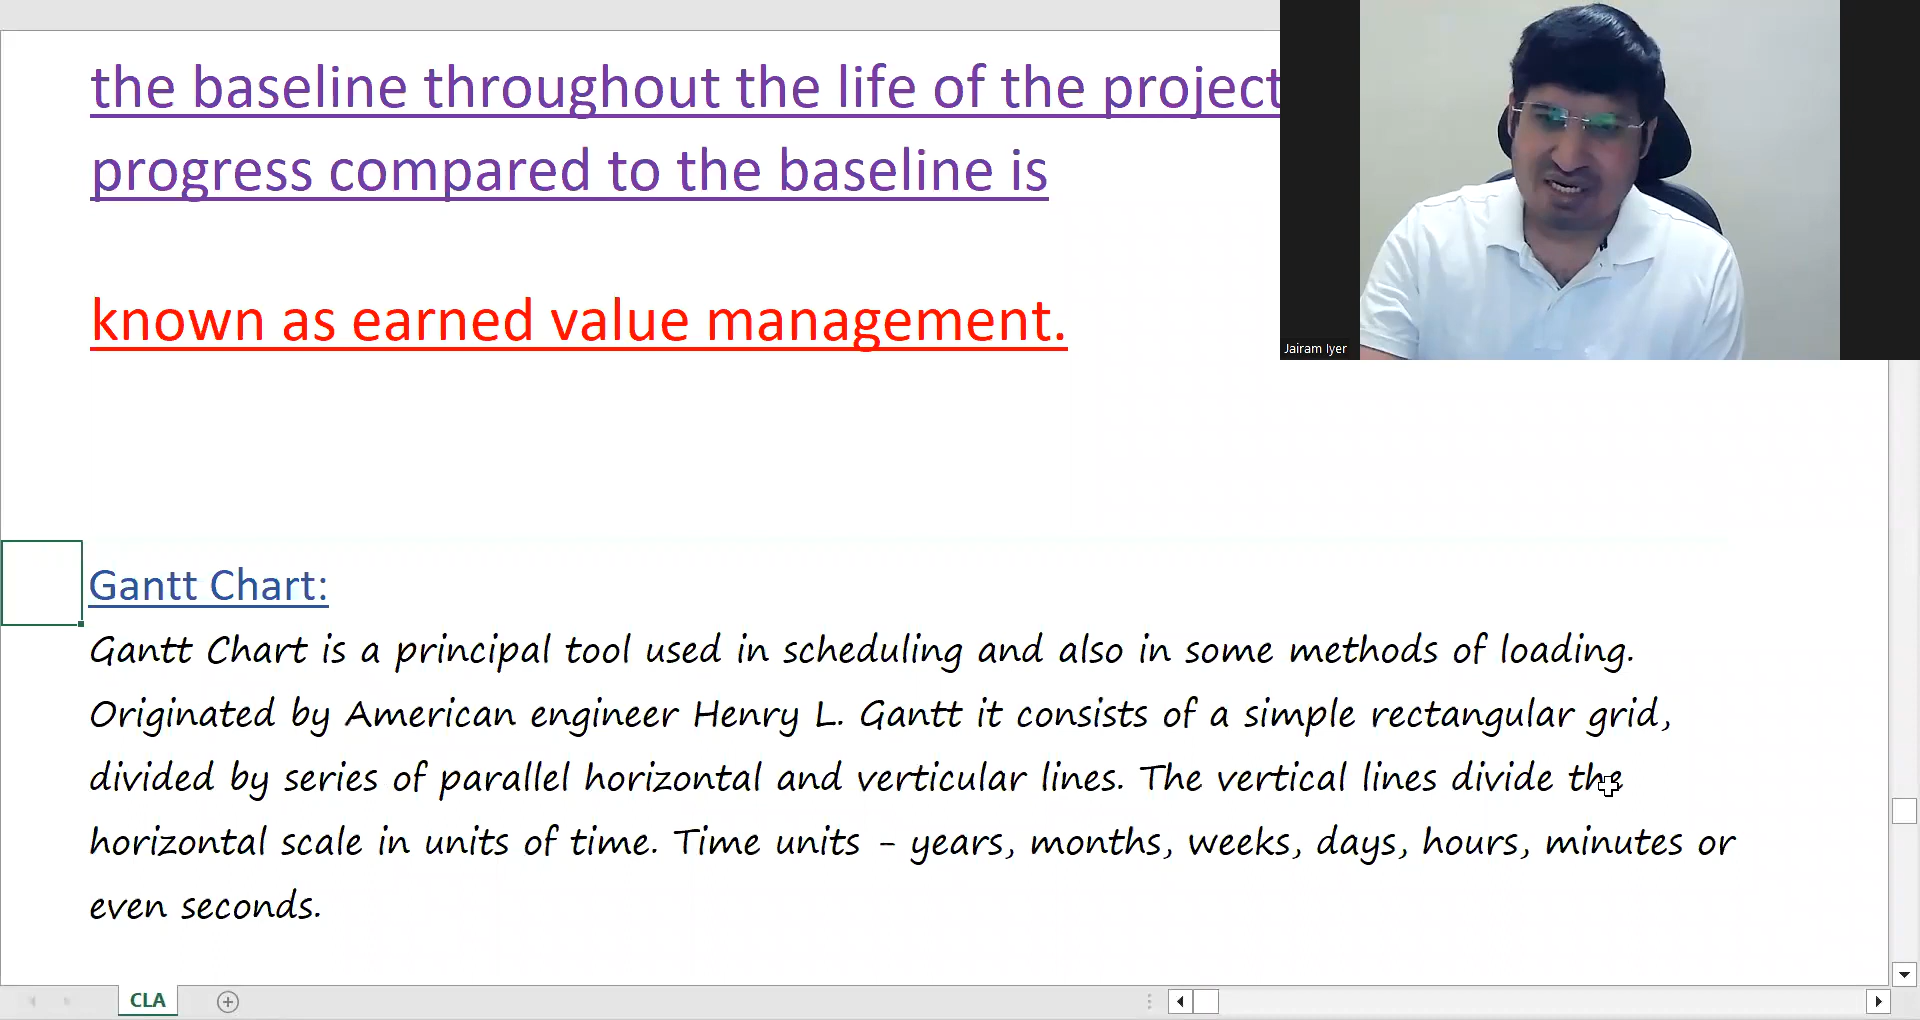 the baseline throughout the life of the project
progress compared to the baseline is
known as earned value management.
Jairam Iyer
Gantt Chart:
Gantt Chart is a principal tool used in scheduling and also in some methods of loading.
Originated by American engineer Henry L. Gantt it consists of a simple rectangular grid,
divided by series of parallel horizontal and verticular lines. The vertical lines divide the
horizontal scale in units of time. Time units - years, months, weeks, days, hours, minutes or
even seconds.
CLA